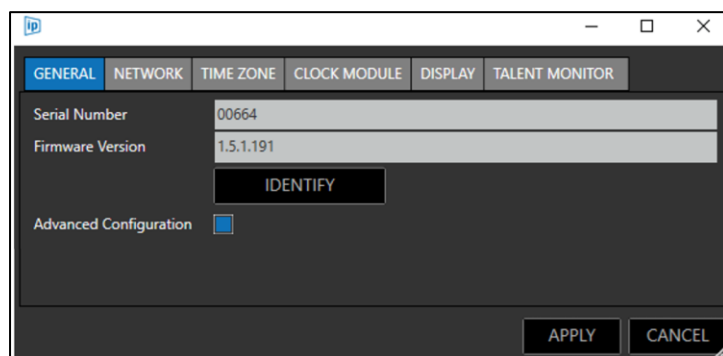 ip
GENERAL NETWORK TIME ZONE CLOCK MODULE DISPLAY TALENT MONITOR
Serial Number 00664
Firmware Version 1.5.1.191
IDENTIFY
Advanced Configuration
APPLY CANCEL